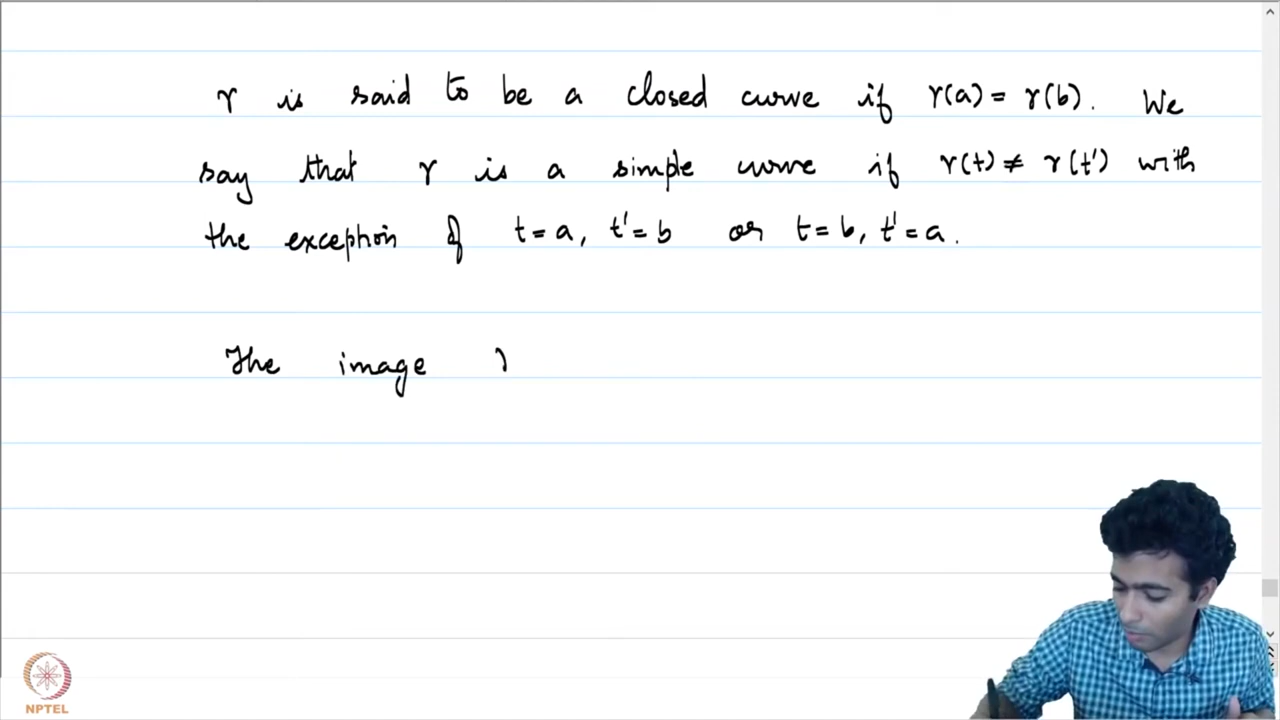 γ is said to be a closed curve if γ(a) = γ(b). We
say that γ is a simple curve if γ(t) ≠ γ(t') with
the exception of t = a, t' = b or t = b, t' = a.
The image
NPTEL